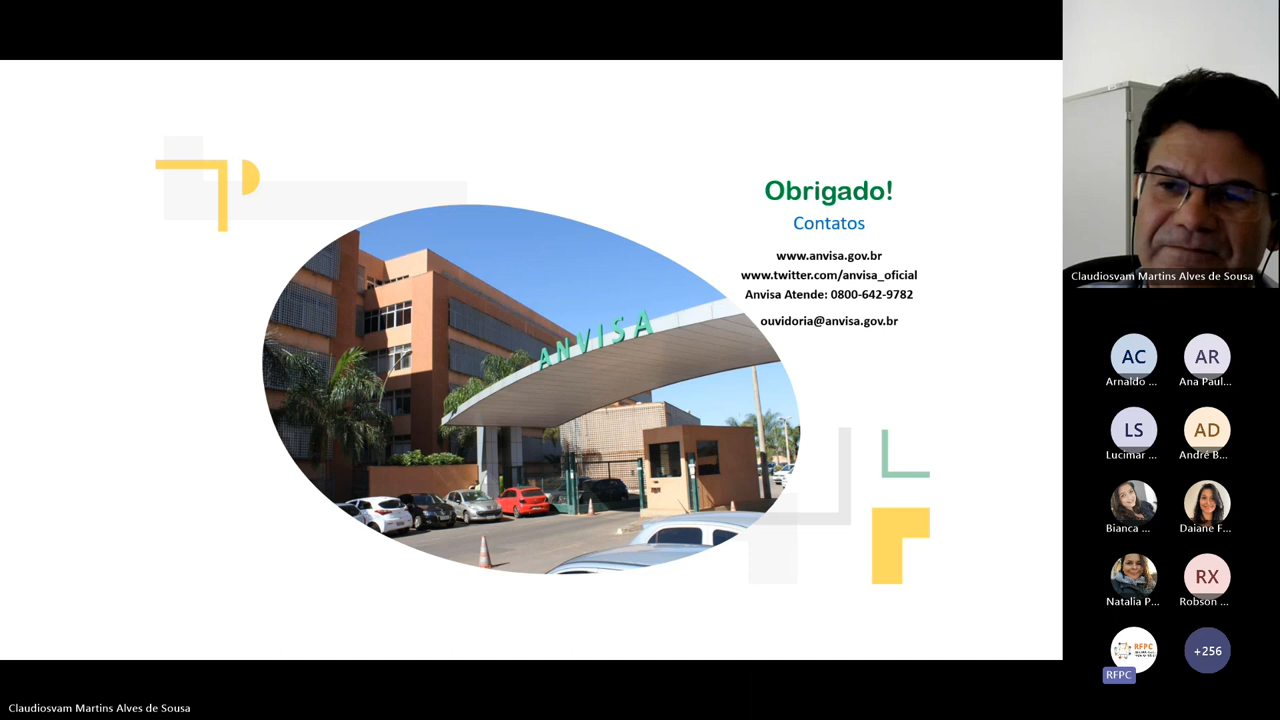 Obrigado!
Contatos
www.anvisa.gov.br
www.twitter.com/anvisa_oficial
Anvisa Atende: 0800-642-9782
ouvidoria@anvisa.gov.br
ANVISA
Claudiosvam Martins Alves de Sousa
AC
AR
Arnaldo ...
Ana Paul...
LS
AD
Lucimar ...
André B...
Bianca ...
Daiane F...
RX
Natalia P...
Robson ...
RFPC
+256
RFPC
Claudiosvam Martins Alves de Sousa